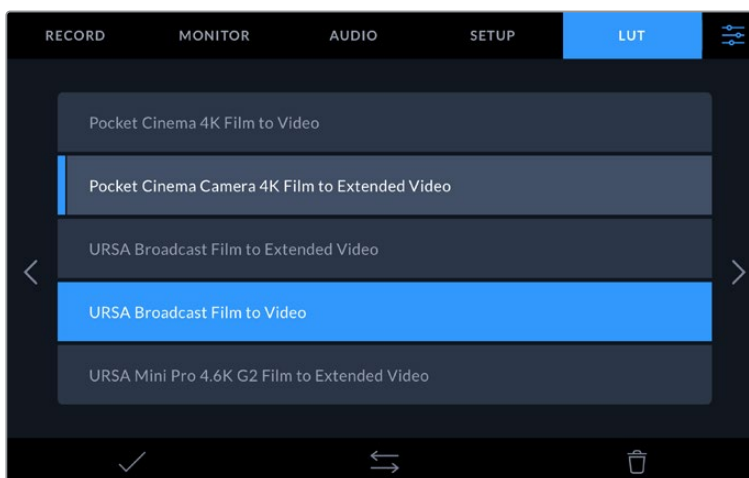 RECORD MONITOR AUDIO SETUP LUT
Pocket Cinema 4K Film to Video
Pocket Cinema Camera 4K Film to Extended Video
URSA Broadcast Film to Extended Video
URSA Broadcast Film to Video
URSA Mini Pro 4.6K G2 Film to Extended Video